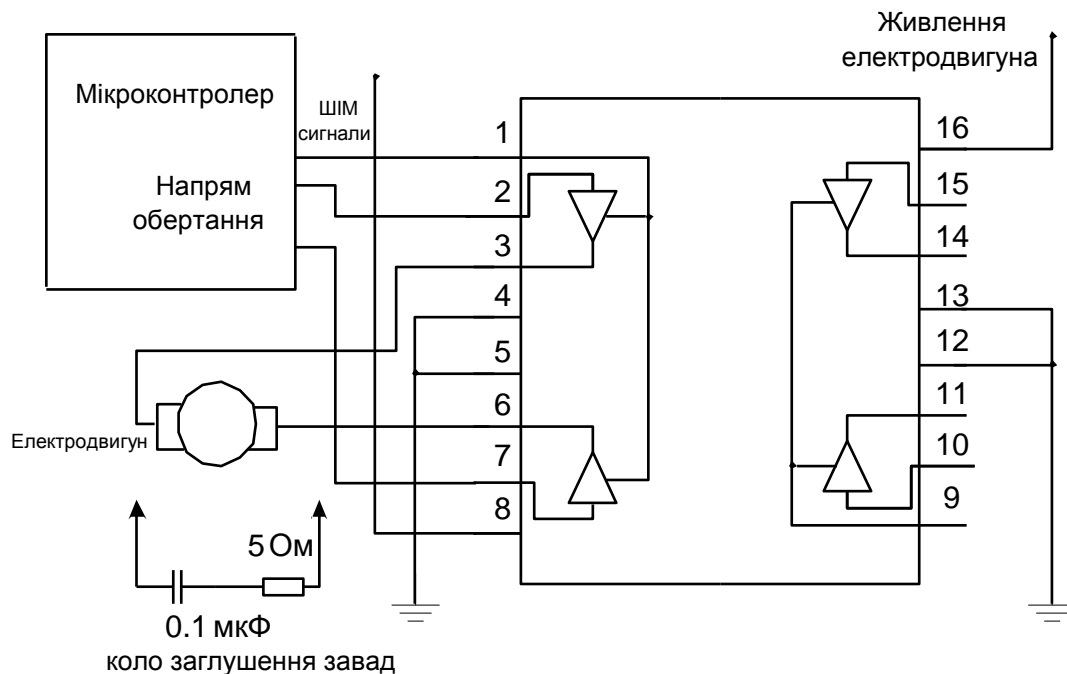 Живлення
електродвигуна
Мікроконтролер
ШІМ
сигнали
Напрям
обертання
1
2
3
4
5
6
7
8
16
15
14
13
12
11
10
9
Електродвигун
5 Ом
0.1 мкФ
коло заглушення завад